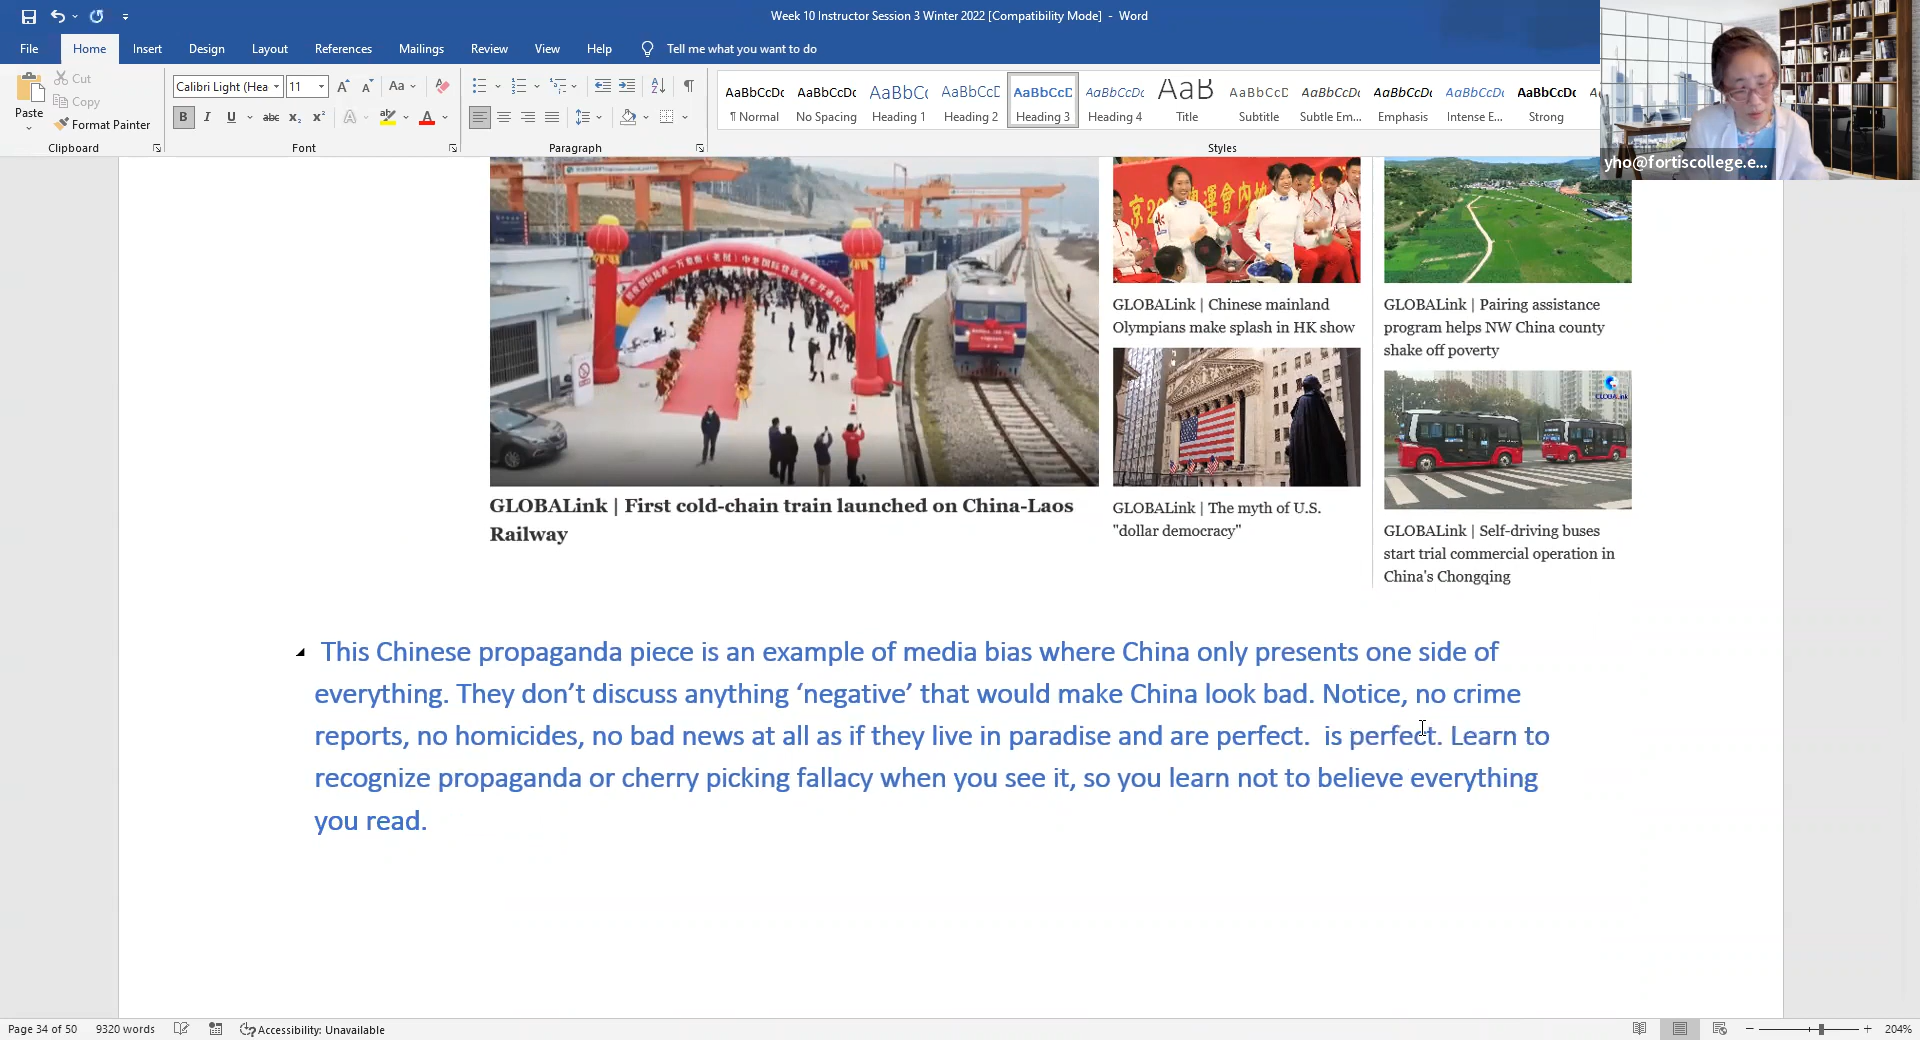 Week 10 Instructor Session 3 Winter 2022 [Compatibility Mode] - Word
File Home Insert Design Layout References Mailings Review View Help Tell me what you want to do
Paste
Cut
Copy
Format Painter
Clipboard
Calibri Light (Hea 11
Font
Paragraph
AaBbCcDc AaBbCcDc AaBbC AaBbCcD AaBbCcD AaBbCcDc AaB AaBbCcD AaBbCcDc AaBbCcDc AaBbCcDc AaBbCcDc
¶ Normal No Spacing Heading 1 Heading 2 Heading 3 Heading 4 Title Subtitle Subtle Em... Emphasis Intense E... Strong
Styles
yho@fortiscollege.e...
GLOBALink | First cold-chain train launched on China-Laos
Railway
GLOBALink | Chinese mainland
Olympians make splash in HK show
GLOBALink | The myth of U.S.
"dollar democracy"
GLOBALink | Pairing assistance
program helps NW China county
shake off poverty
GLOBALink | Self-driving buses
start trial commercial operation in
China's Chongqing
This Chinese propaganda piece is an example of media bias where China only presents one side of
everything. They don’t discuss anything ‘negative’ that would make China look bad. Notice, no crime
reports, no homicides, no bad news at all as if they live in paradise and are perfect.  is perfect. Learn to
recognize propaganda or cherry picking fallacy when you see it, so you learn not to believe everything
you read.
Page 34 of 50 9320 words Accessibility: Unavailable 204%